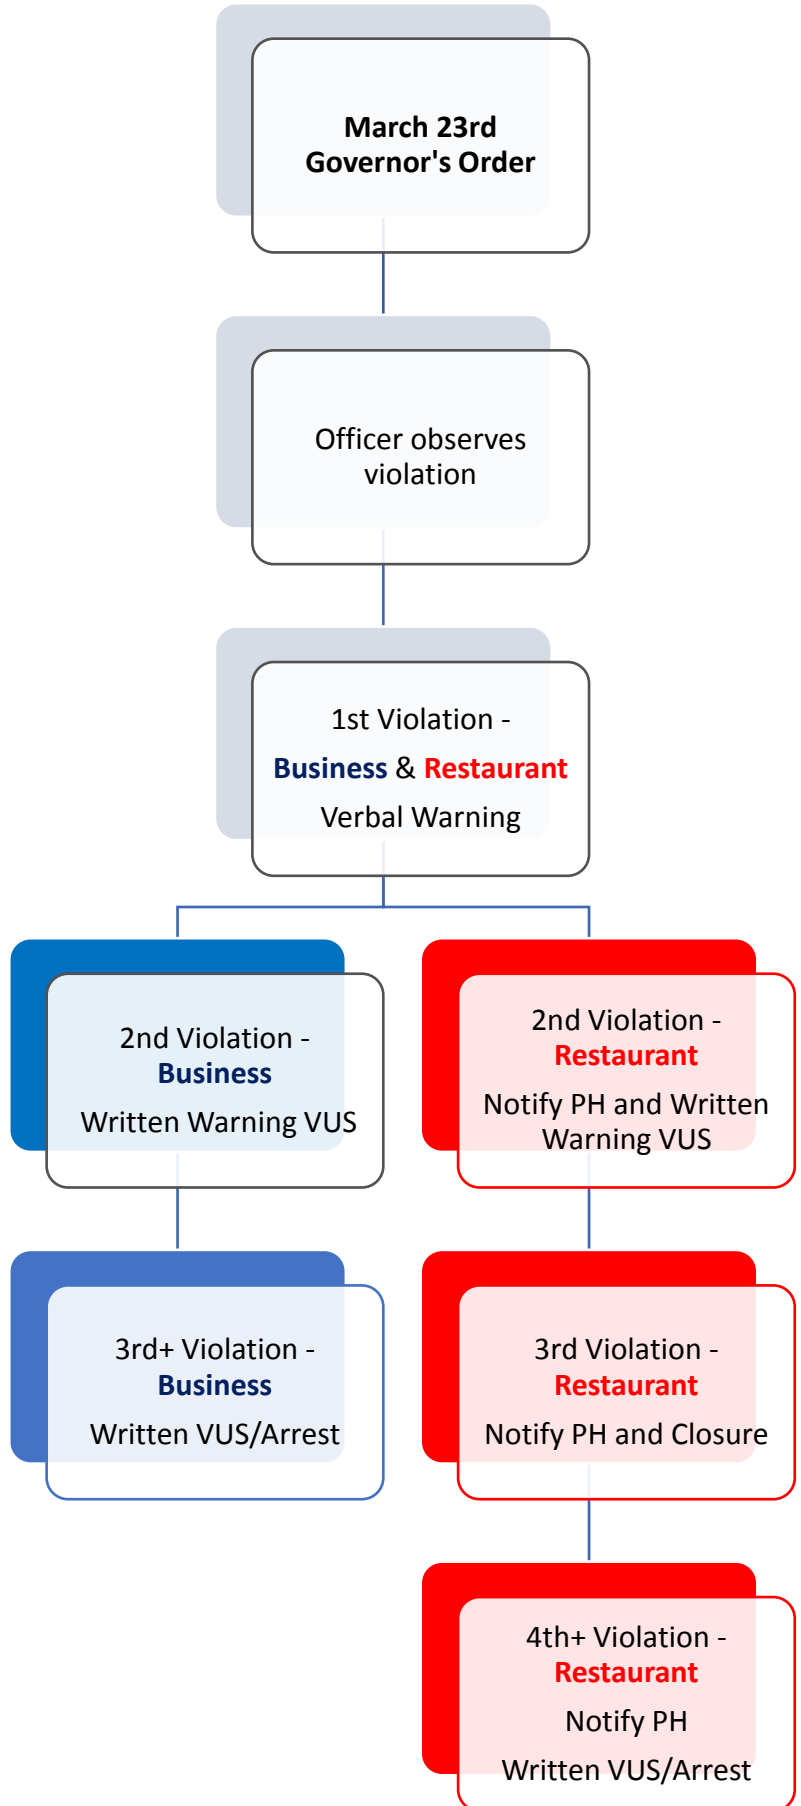 March 23rd
Governor's Order
Officer observes
violation
1st Violation -
Business & Restaurant
Verbal Warning
2nd Violation -
Business
Written Warning VUS
2nd Violation -
Restaurant
Notify PH and Written
Warning VUS
3rd+ Violation -
Business
Written VUS/Arrest
3rd Violation -
Restaurant
Notify PH and Closure
4th+ Violation -
Restaurant
Notify PH
Written VUS/Arrest